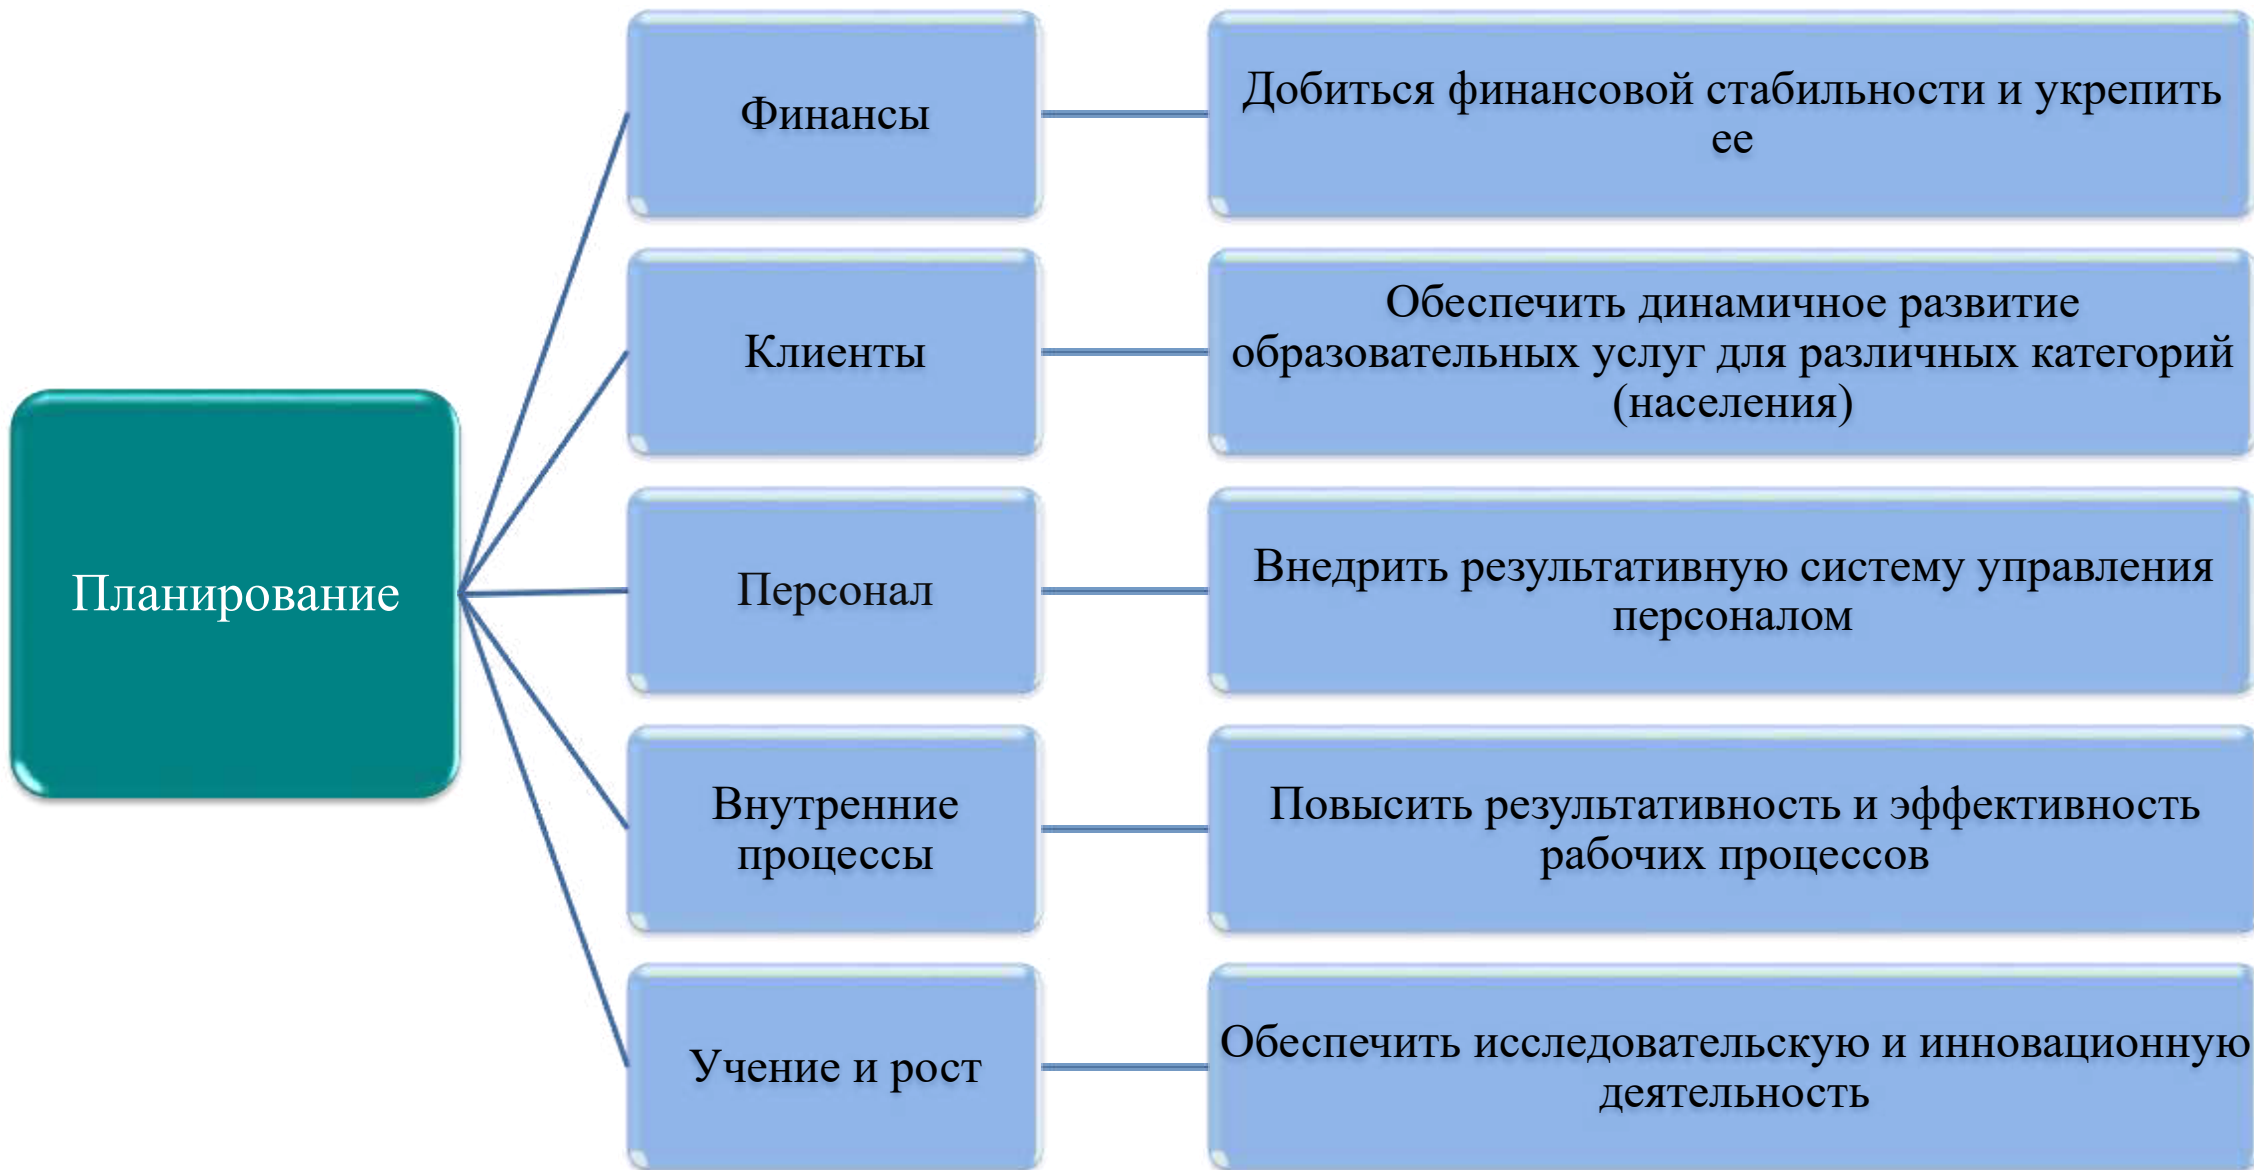 Планирование
Финансы
Добиться финансовой стабильности и укрепить
ее
Клиенты
Обеспечить динамичное развитие
образовательных услуг для различных категорий
(населения)
Персонал
Внедрить результативную систему управления
персоналом
Внутренние
процессы
Повысить результативность и эффективность
рабочих процессов
Учение и рост
Обеспечить исследовательскую и инновационную
деятельность